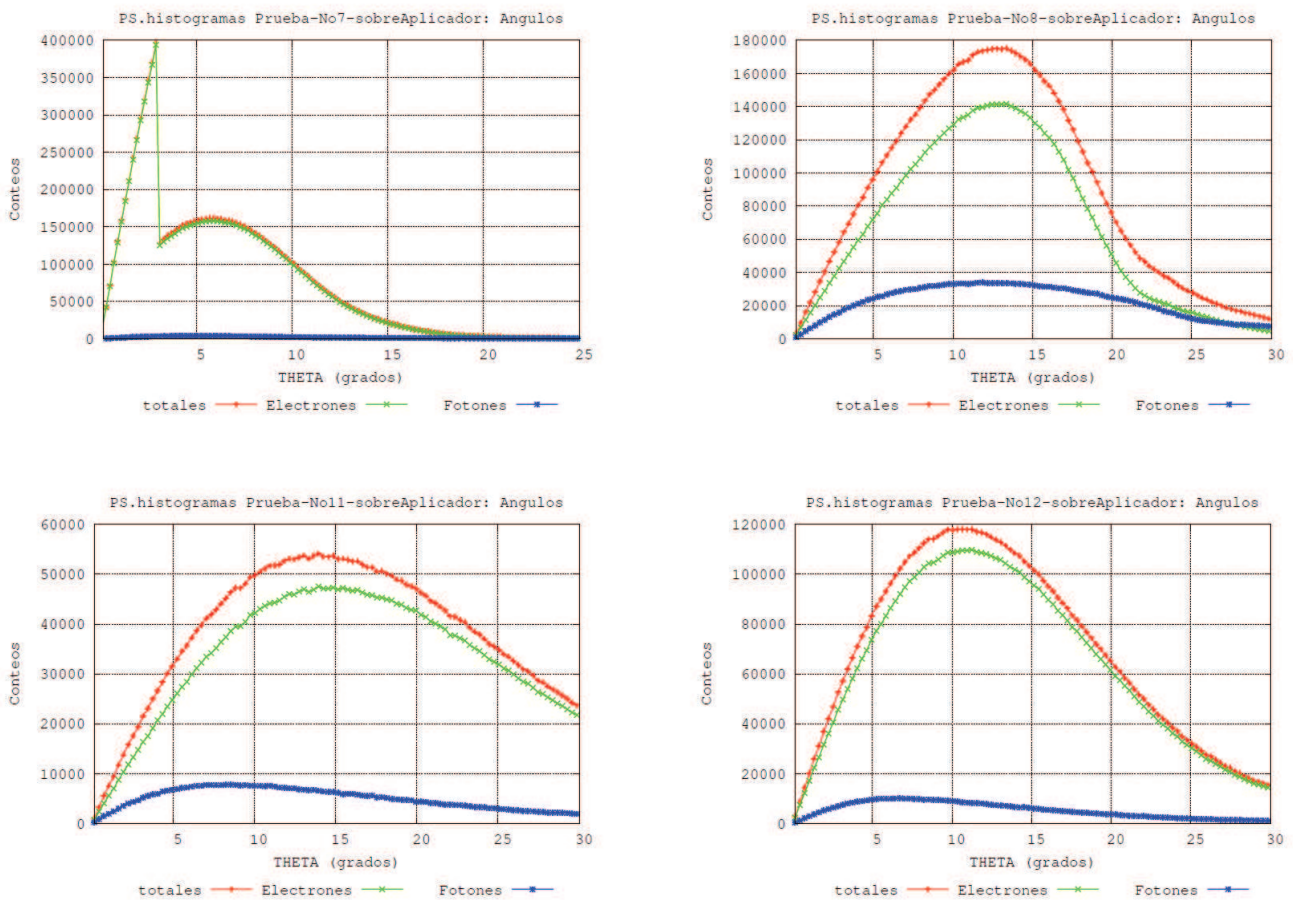 PS.histogramas Prueba-No7-sobreAplicador: Angulos
400000
350000
300000
250000
200000
150000
100000
50000
0
Conteos
5 10 15 20 25
THETA (grados)
totales Electrones Fotones
PS.histogramas Prueba-No8-sobreAplicador: Angulos
180000
160000
140000
120000
100000
80000
60000
40000
20000
0
Conteos
5 10 15 20 25 30
THETA (grados)
totales Electrones Fotones
PS.histogramas Prueba-No11-sobreAplicador: Angulos
60000
50000
40000
30000
20000
10000
0
Conteos
5 10 15 20 25 30
THETA (grados)
totales Electrones Fotones
PS.histogramas Prueba-No12-sobreAplicador: Angulos
120000
100000
80000
60000
40000
20000
0
Conteos
5 10 15 20 25 30
THETA (grados)
totales Electrones Fotones